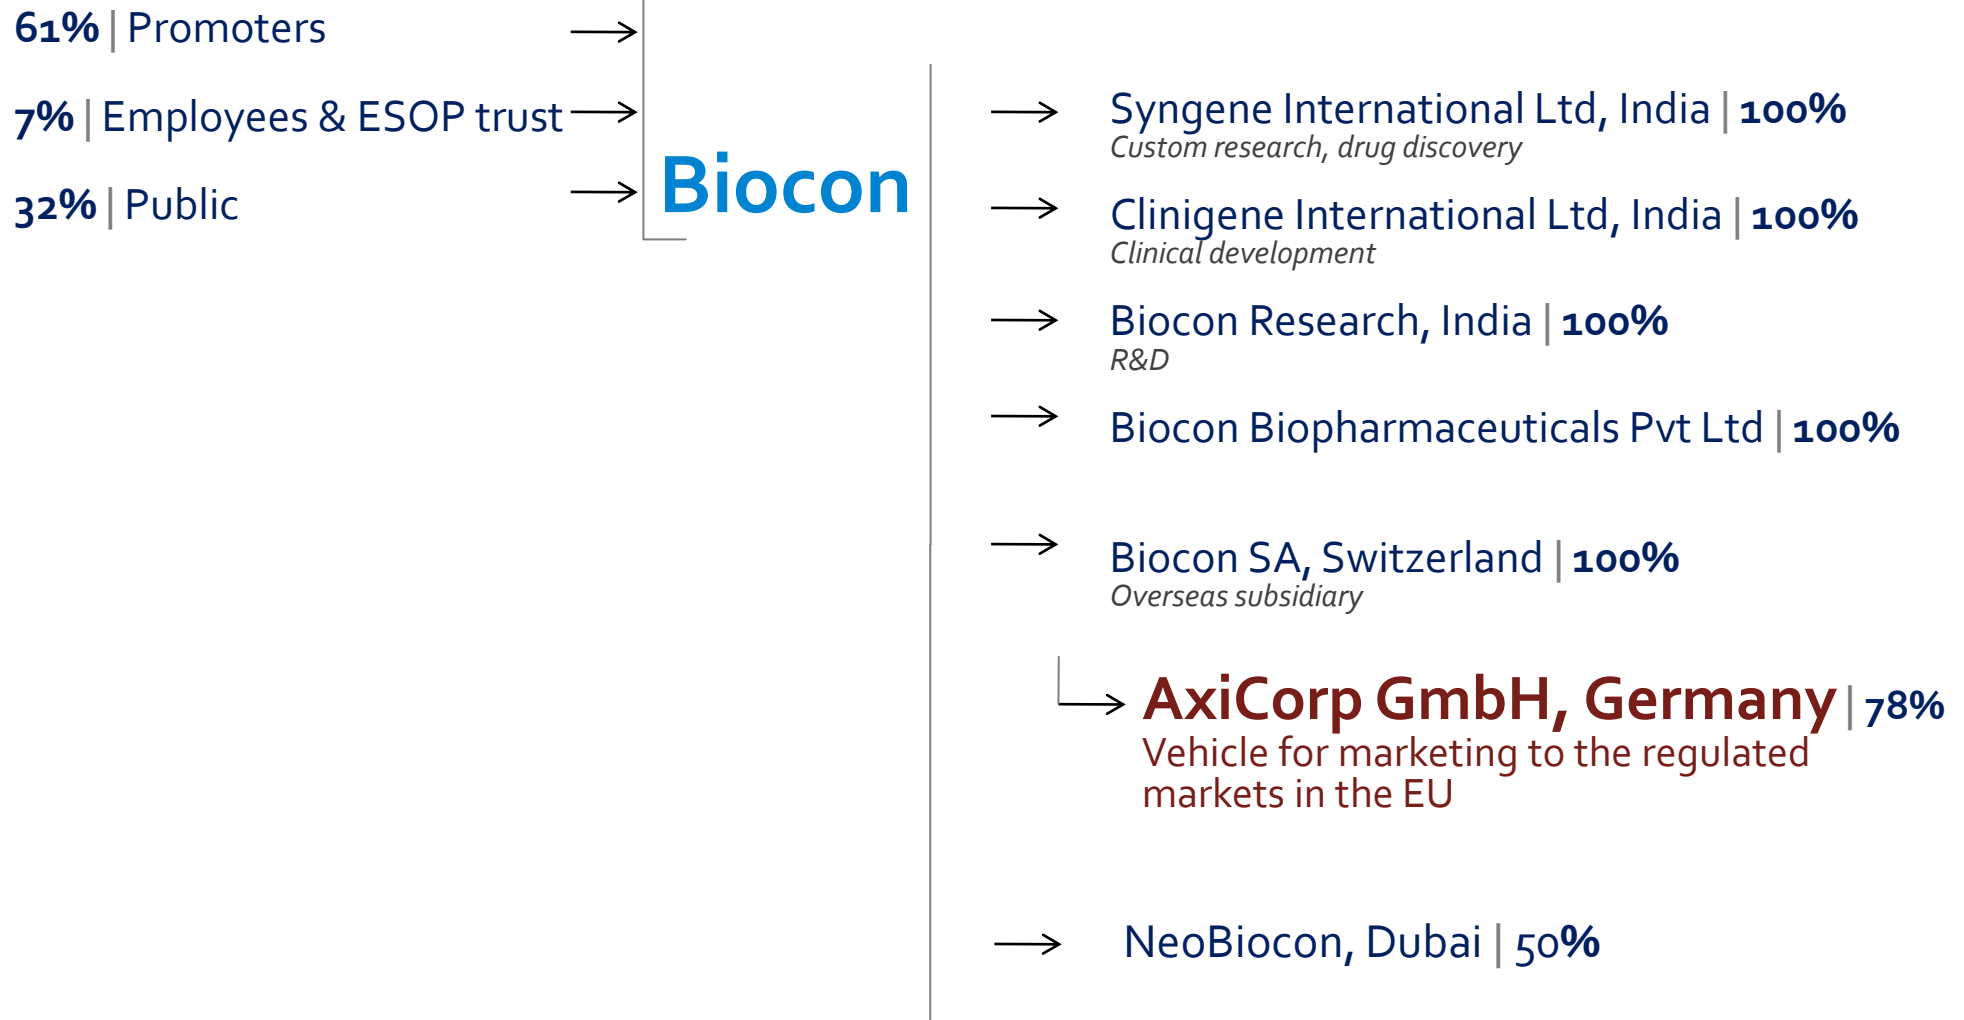 61% | Promoters
7% | Employees & ESOP trust
32% | Public
Biocon
Syngene International Ltd, India | 100%
Custom research, drug discovery
Clinigene International Ltd, India | 100%
Clinical development
Biocon Research, India | 100%
R&D
Biocon Biopharmaceuticals Pvt Ltd | 100%
Biocon SA, Switzerland | 100%
Overseas subsidiary
AxiCorp GmbH, Germany | 78%
Vehicle for marketing to the regulated
markets in the EU
NeoBiocon, Dubai | 50%